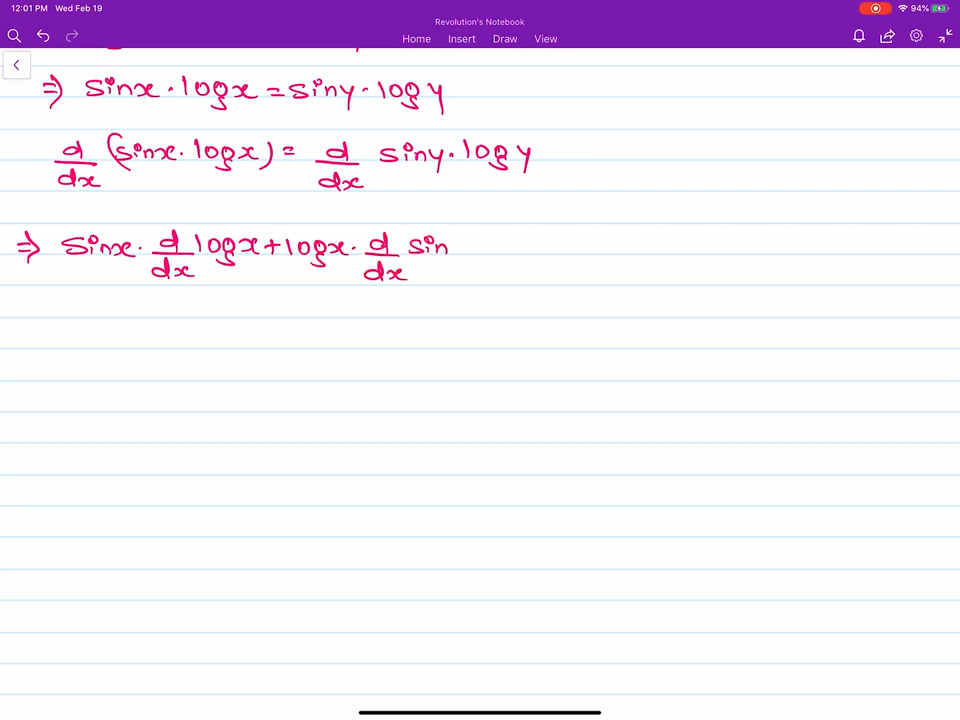 12:01 PM Wed Feb 19
94%
Revolution's Notebook
Home Insert Draw View
⇒ sinx · logx = siny · logy
d/dx (sinx · logx) = d/dx siny · logy
⇒ sinx · d/dx logx + logx · d/dx sin